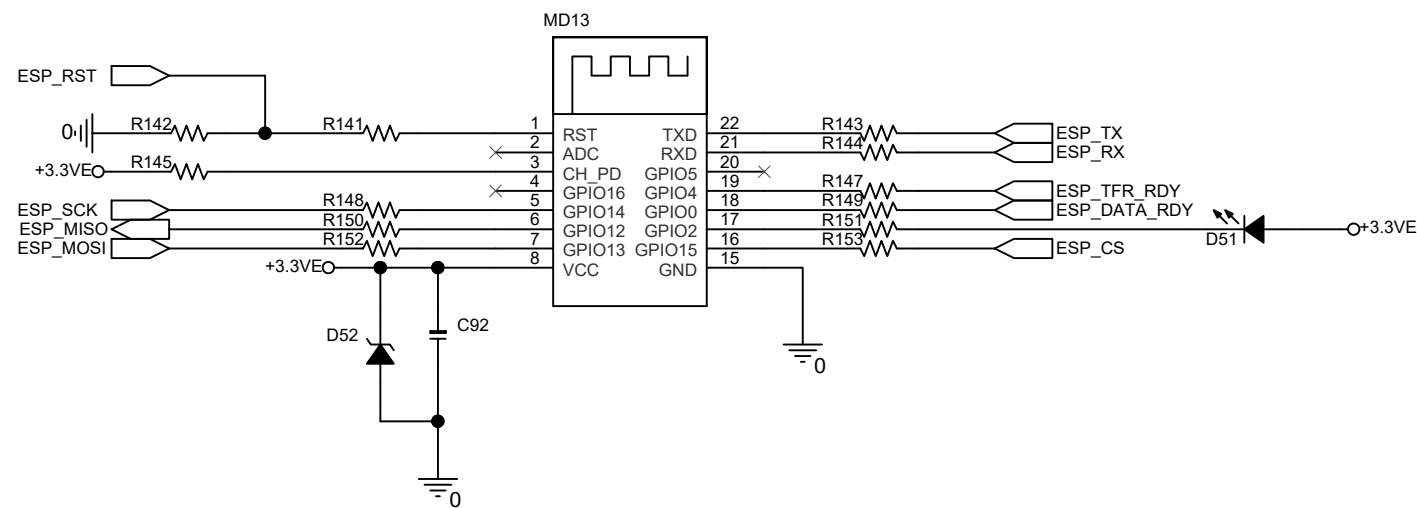 MD13
ESP_RST
0 R142 R141 1 RST TXD 22 R143 ESP_TX
2 ADC RXD 21 R144 ESP_RX
+3.3VE R145 3 CH_PD GPIO5 20
4 GPIO16 GPIO4 19 R147 ESP_TFR_RDY
ESP_SCK R148 5 GPIO14 GPIO0 18 R149 ESP_DATA_RDY
ESP_MISO R150 6 GPIO12 GPIO2 17 R151 D51 +3.3VE
ESP_MOSI R152 7 GPIO13 GPIO15 16 R153 ESP_CS
+3.3VE 8 VCC GND 15
D52 C92
0
0